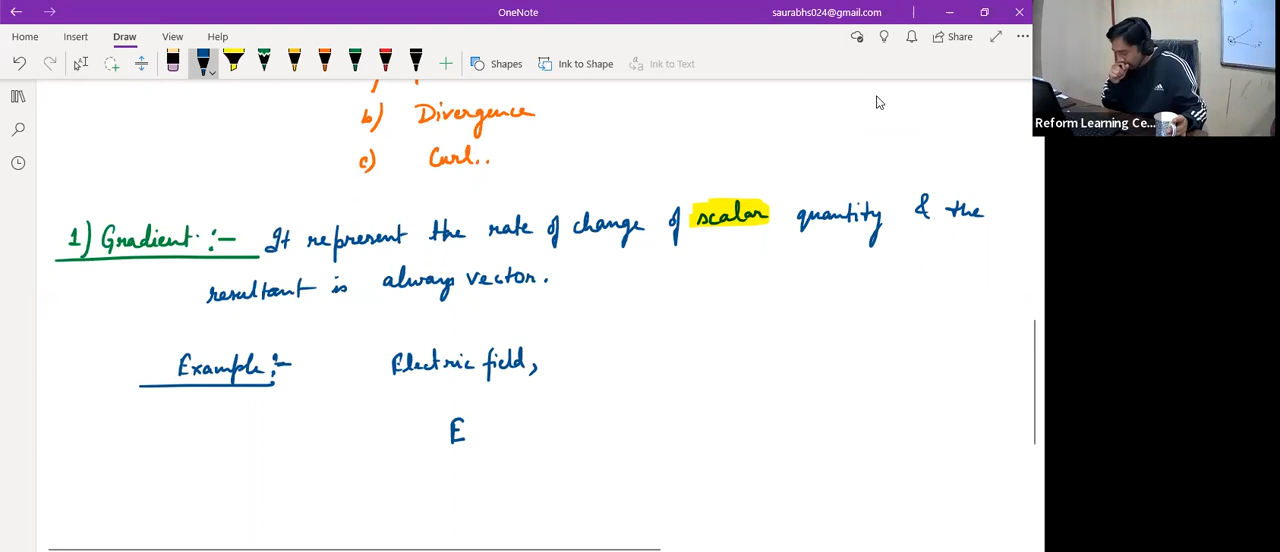 OneNote
saurabhs024@gmail.com
Home Insert Draw View Help
Share
Shapes Ink to Shape Ink to Text
b) Divergence
c) Curl..
1) Gradient :- It represent the rate of change of scalar quantity & the
resultant is always vector.
Example :- Electric field,
E
Reform Learning Ce...